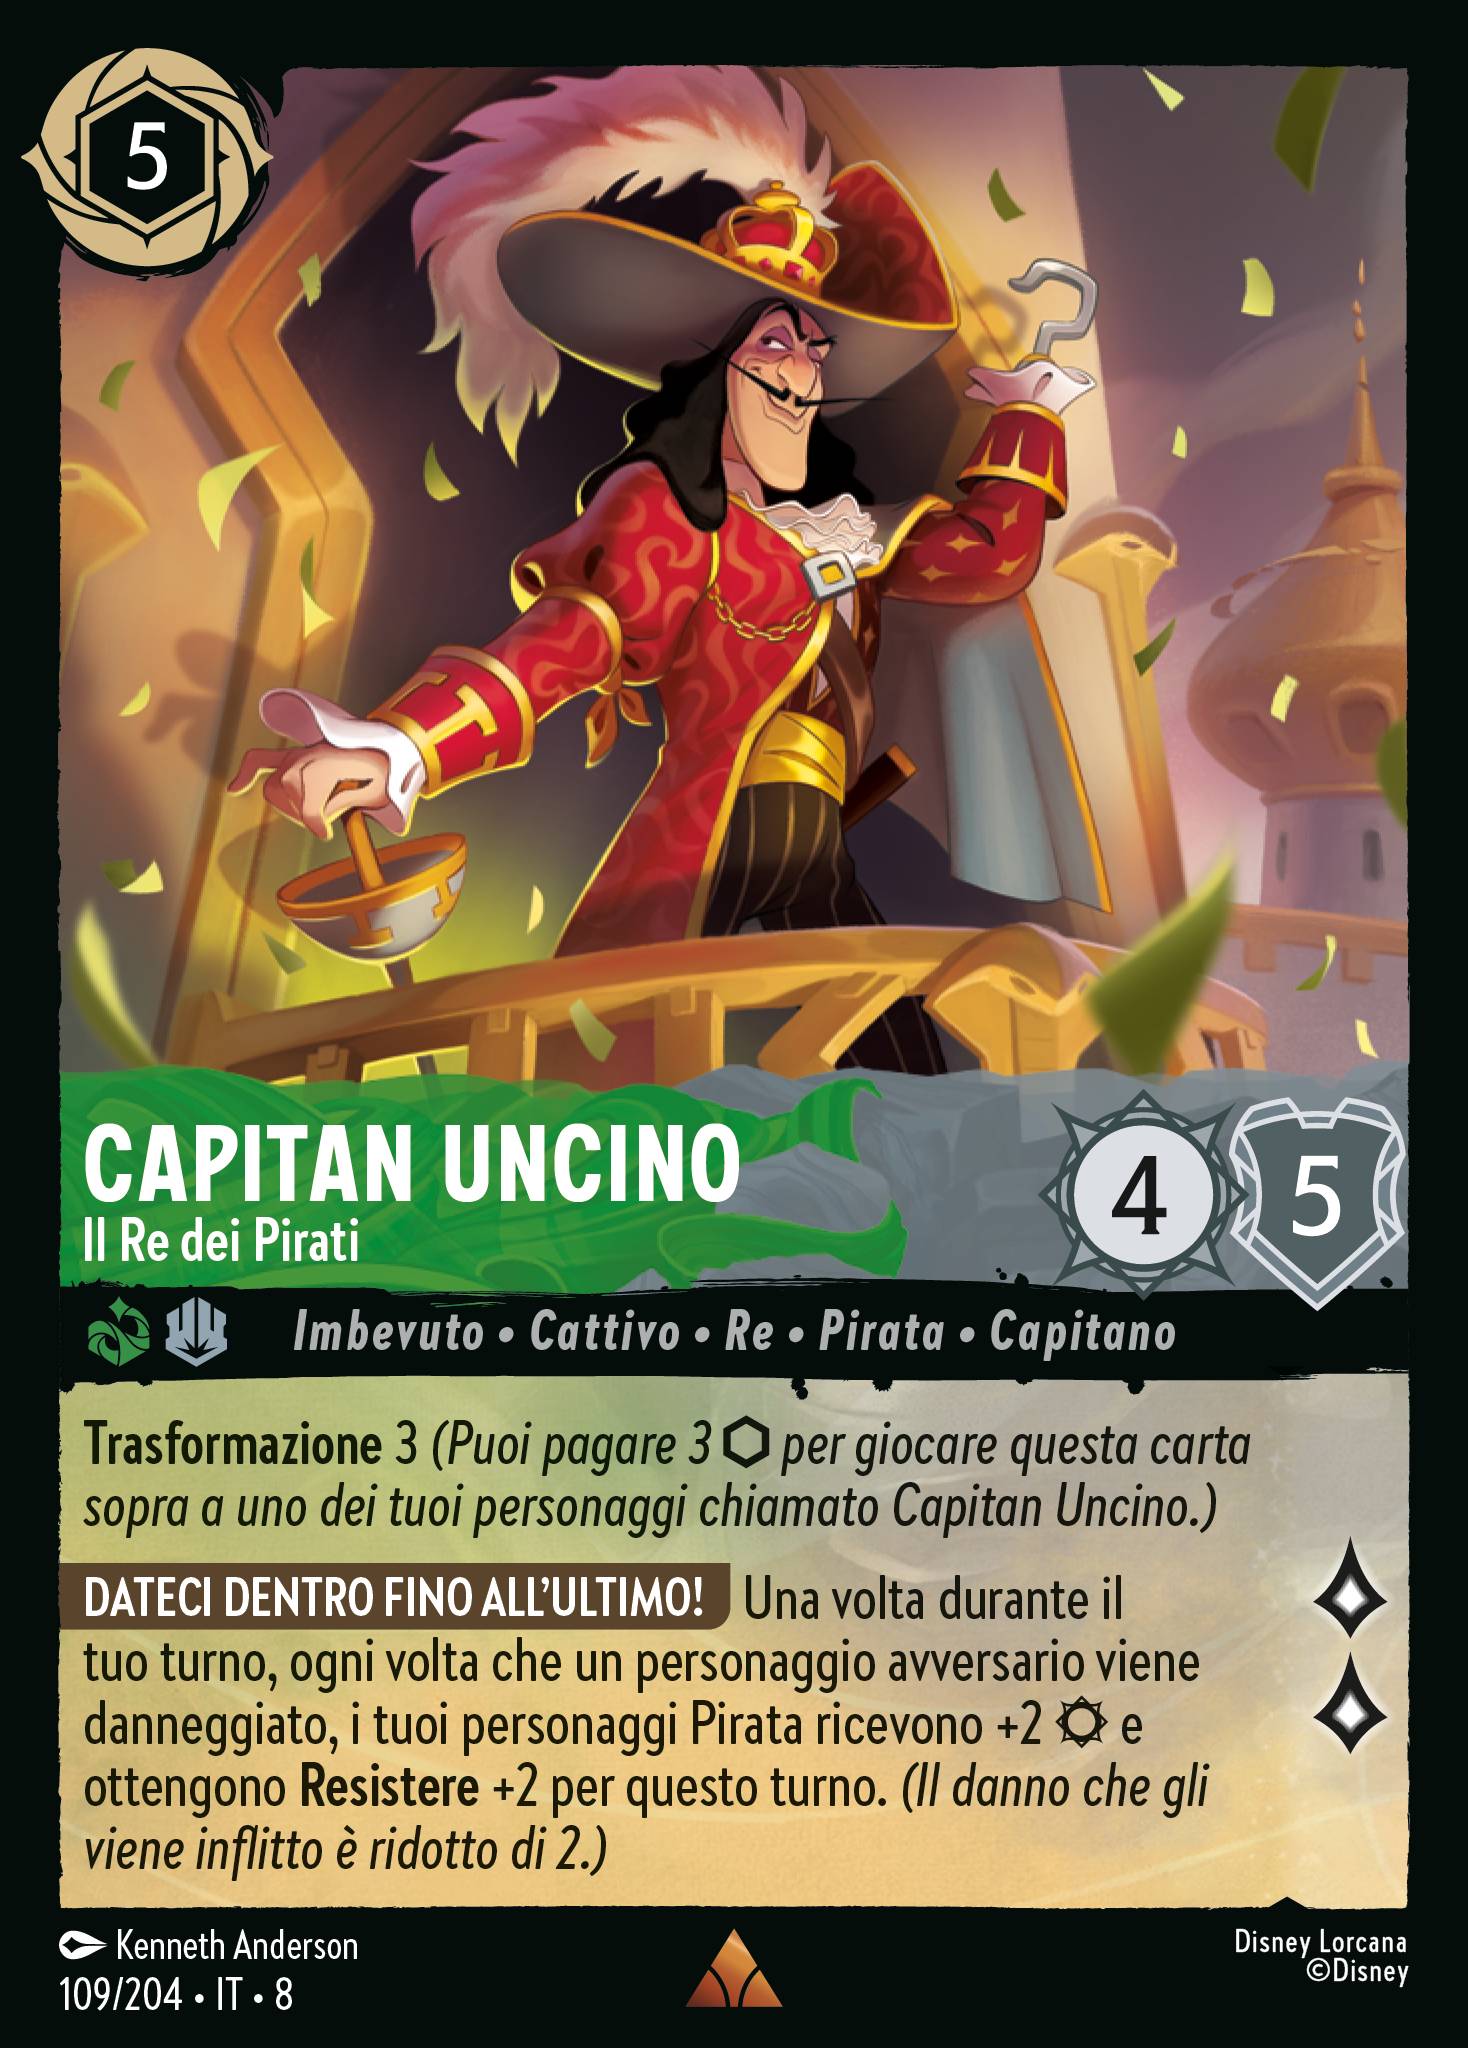 5
CAPITAN UNCINO
Il Re dei Pirati
4
5
Imbevuto • Cattivo • Re • Pirata • Capitano
Trasformazione 3 (Puoi pagare 3 ⬡ per giocare questa carta
sopra a uno dei tuoi personaggi chiamato Capitan Uncino.)
DATECI DENTRO FINO ALL’ULTIMO! Una volta durante il
tuo turno, ogni volta che un personaggio avversario viene
danneggiato, i tuoi personaggi Pirata ricevono +2 ¤ e
ottengono Resistere +2 per questo turno. (Il danno che gli
viene inflitto è ridotto di 2.)
Kenneth Anderson
109/204 • IT • 8
Disney Lorcana
©Disney